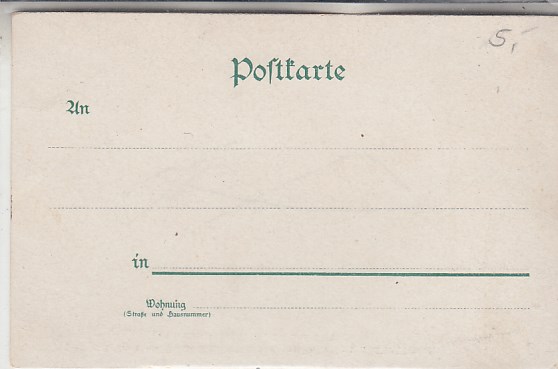 5,-
Postkarte
An
in
Wohnung
(Straße und Hausnummer)